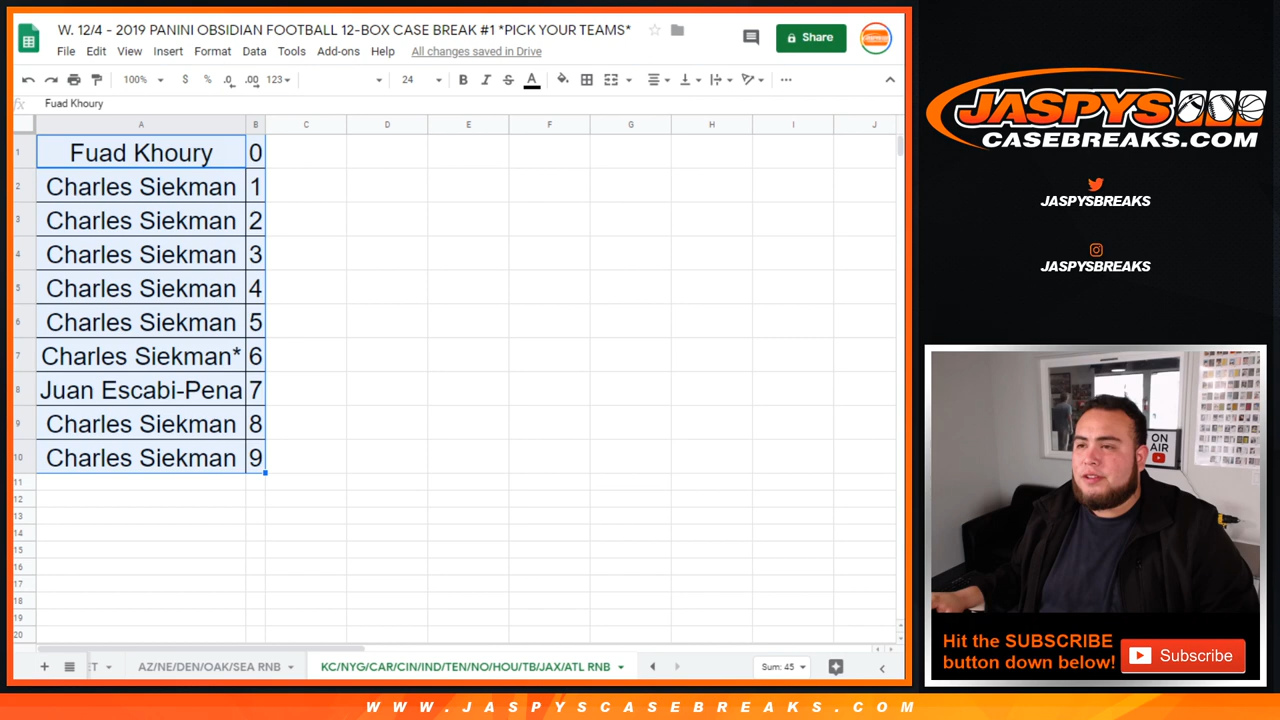 W. 12/4 - 2019 PANINI OBSIDIAN FOOTBALL 12-BOX CASE BREAK #1 *PICK YOUR TEAMS*
Share
File Edit View Insert Format Data Tools Add-ons Help All changes saved in Drive
100% $ % .0 .00 123 24 B I S A
fx Fuad Khoury
A B C D E F G H I J
1 Fuad Khoury 0
2 Charles Siekman 1
3 Charles Siekman 2
4 Charles Siekman 3
5 Charles Siekman 4
6 Charles Siekman 5
7 Charles Siekman* 6
8 Juan Escabi-Pena 7
9 Charles Siekman 8
10 Charles Siekman 9
11
12
13
14
15
16
17
18
19
20
ET AZ/NE/DEN/OAK/SEA RNB KC/NYG/CAR/CIN/IND/TEN/NO/HOU/TB/JAX/ATL RNB Sum: 45
JASPYS
CASEBREAKS.COM
JASPYSBREAKS
JASPYSBREAKS
ON
AIR
Hit the SUBSCRIBE
button down below!
Subscribe
WWW.JASPYSCASEBREAKS.COM